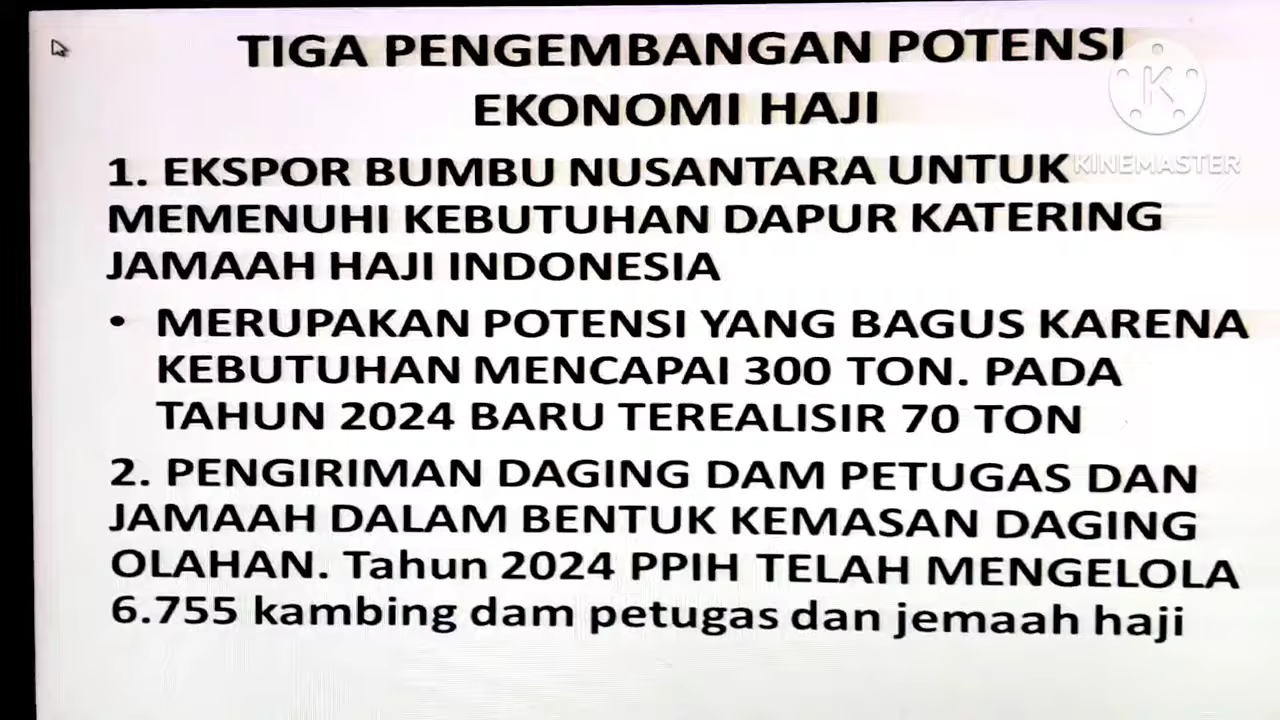 TIGA PENGEMBANGAN POTENSI
EKONOMI HAJI
K
KINEMASTER
1. EKSPOR BUMBU NUSANTARA UNTUK
MEMENUHI KEBUTUHAN DAPUR KATERING
JAMAAH HAJI INDONESIA
• MERUPAKAN POTENSI YANG BAGUS KARENA
KEBUTUHAN MENCAPAI 300 TON. PADA
TAHUN 2024 BARU TEREALISIR 70 TON
2. PENGIRIMAN DAGING DAM PETUGAS DAN
JAMAAH DALAM BENTUK KEMASAN DAGING
OLAHAN. Tahun 2024 PPIH TELAH MENGELOLA
6.755 kambing dam petugas dan jemaah haji